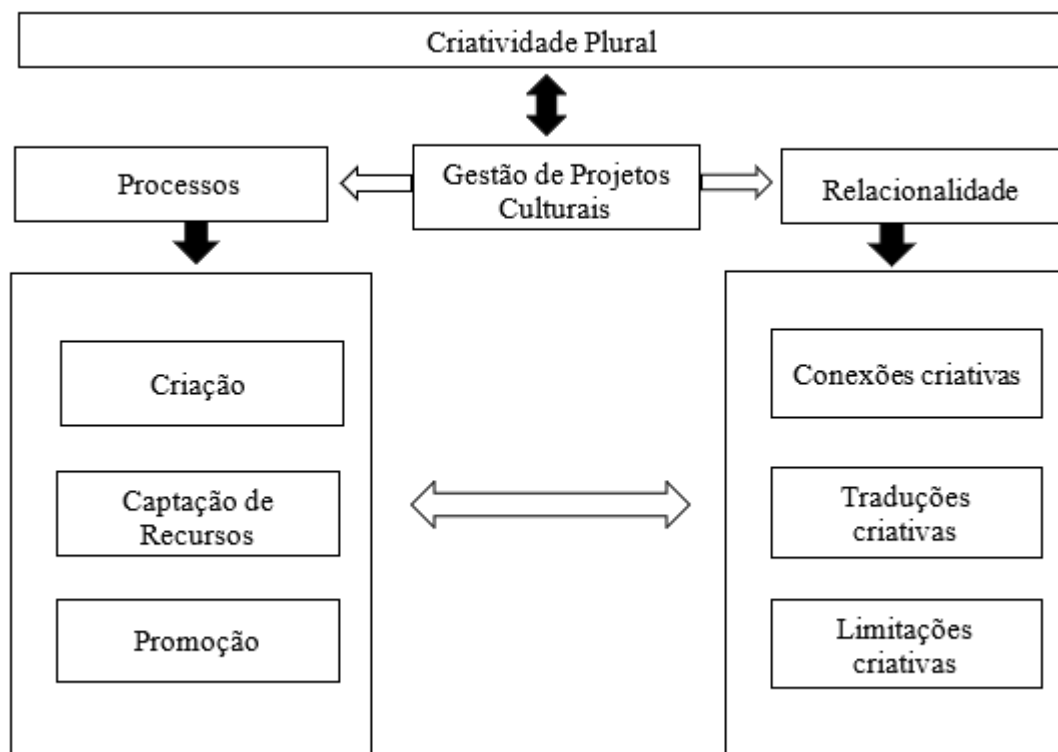 Criatividade Plural
Processos
Gestão de Projetos
Culturais
Relacionalidade
Criação
Captação de
Recursos
Promoção
Conexões criativas
Traduções
criativas
Limitações
criativas